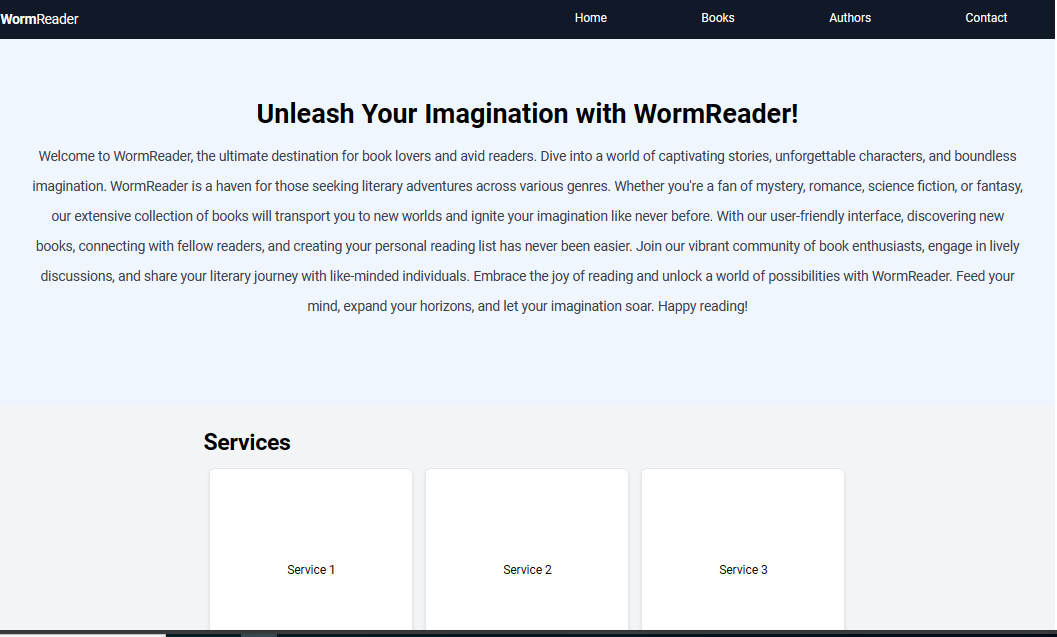 WormReader
Home Books Authors Contact
Unleash Your Imagination with WormReader!
Welcome to WormReader, the ultimate destination for book lovers and avid readers. Dive into a world of captivating stories, unforgettable characters, and boundless
imagination. WormReader is a haven for those seeking literary adventures across various genres. Whether you're a fan of mystery, romance, science fiction, or fantasy,
our extensive collection of books will transport you to new worlds and ignite your imagination like never before. With our user-friendly interface, discovering new
books, connecting with fellow readers, and creating your personal reading list has never been easier. Join our vibrant community of book enthusiasts, engage in lively
discussions, and share your literary journey with like-minded individuals. Embrace the joy of reading and unlock a world of possibilities with WormReader. Feed your
mind, expand your horizons, and let your imagination soar. Happy reading!
Services
Service 1
Service 2
Service 3